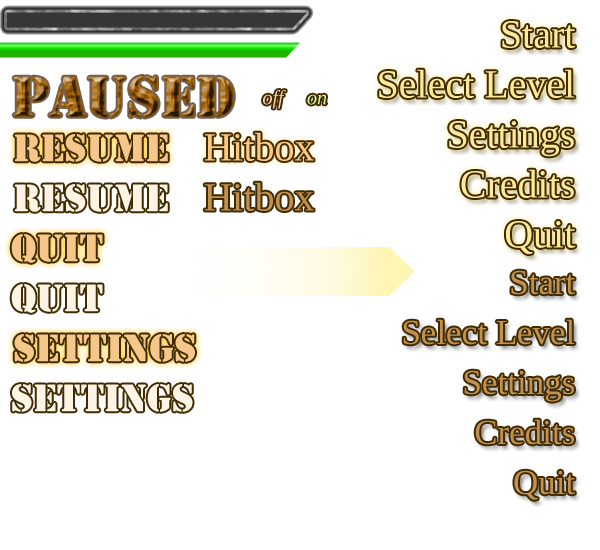 PAUSED
off on
RESUME
Hitbox
RESUME
Hitbox
QUIT
QUIT
SETTINGS
SETTINGS
Start
Select Level
Settings
Credits
Quit
Start
Select Level
Settings
Credits
Quit